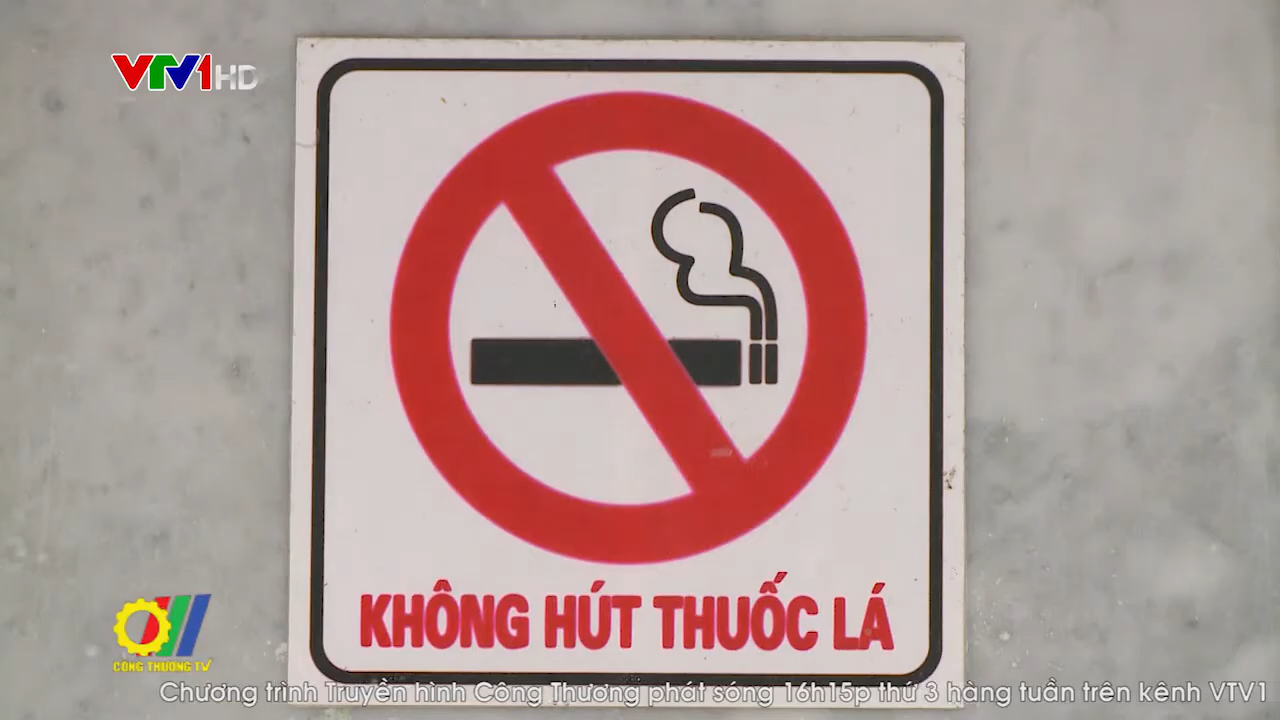 VTV1 HD
KHÔNG HÚT THUỐC LÁ
CÔNG THƯƠNG TV
Chương trình Truyền hình Công Thương phát sóng 16h15p thứ 3 hàng tuần trên kênh VTV1